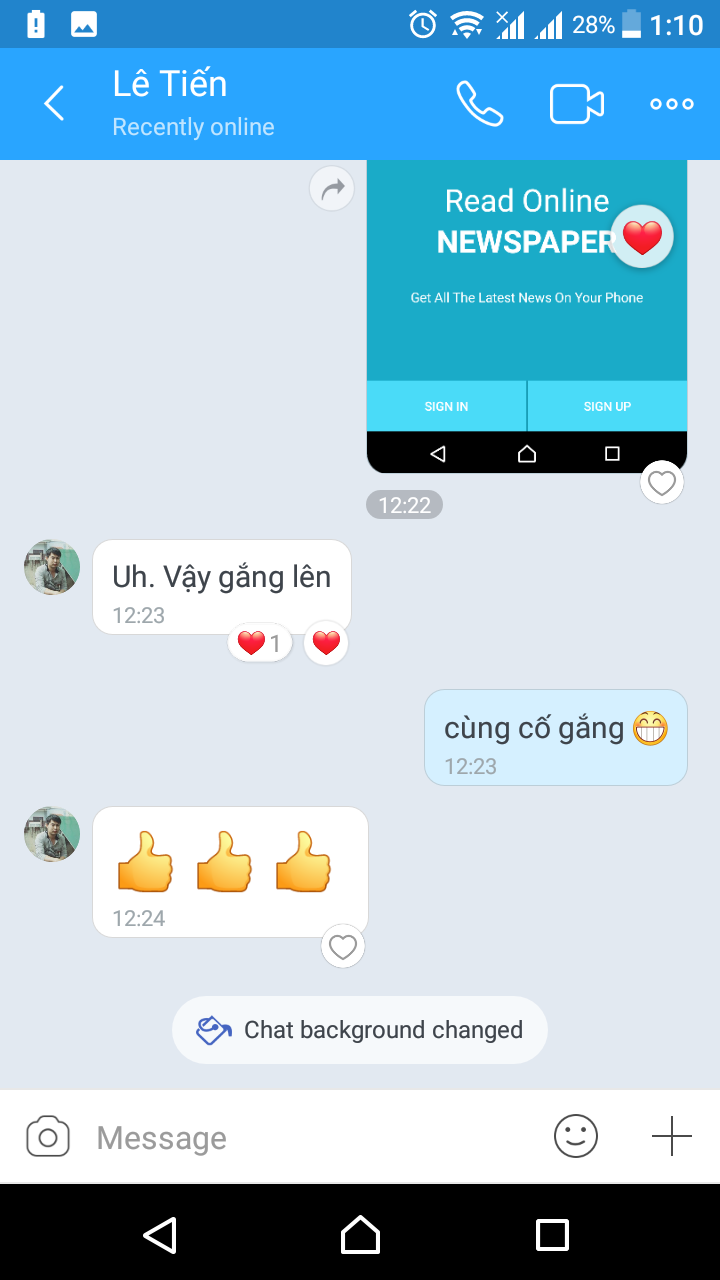 28% 1:10
Lê Tiến
Recently online
Read Online
NEWSPAPER
Get All The Latest News On Your Phone
SIGN IN SIGN UP
12:22
Uh. Vậy gắng lên
12:23
1
cùng cố gắng
12:23
12:24
Chat background changed
Message